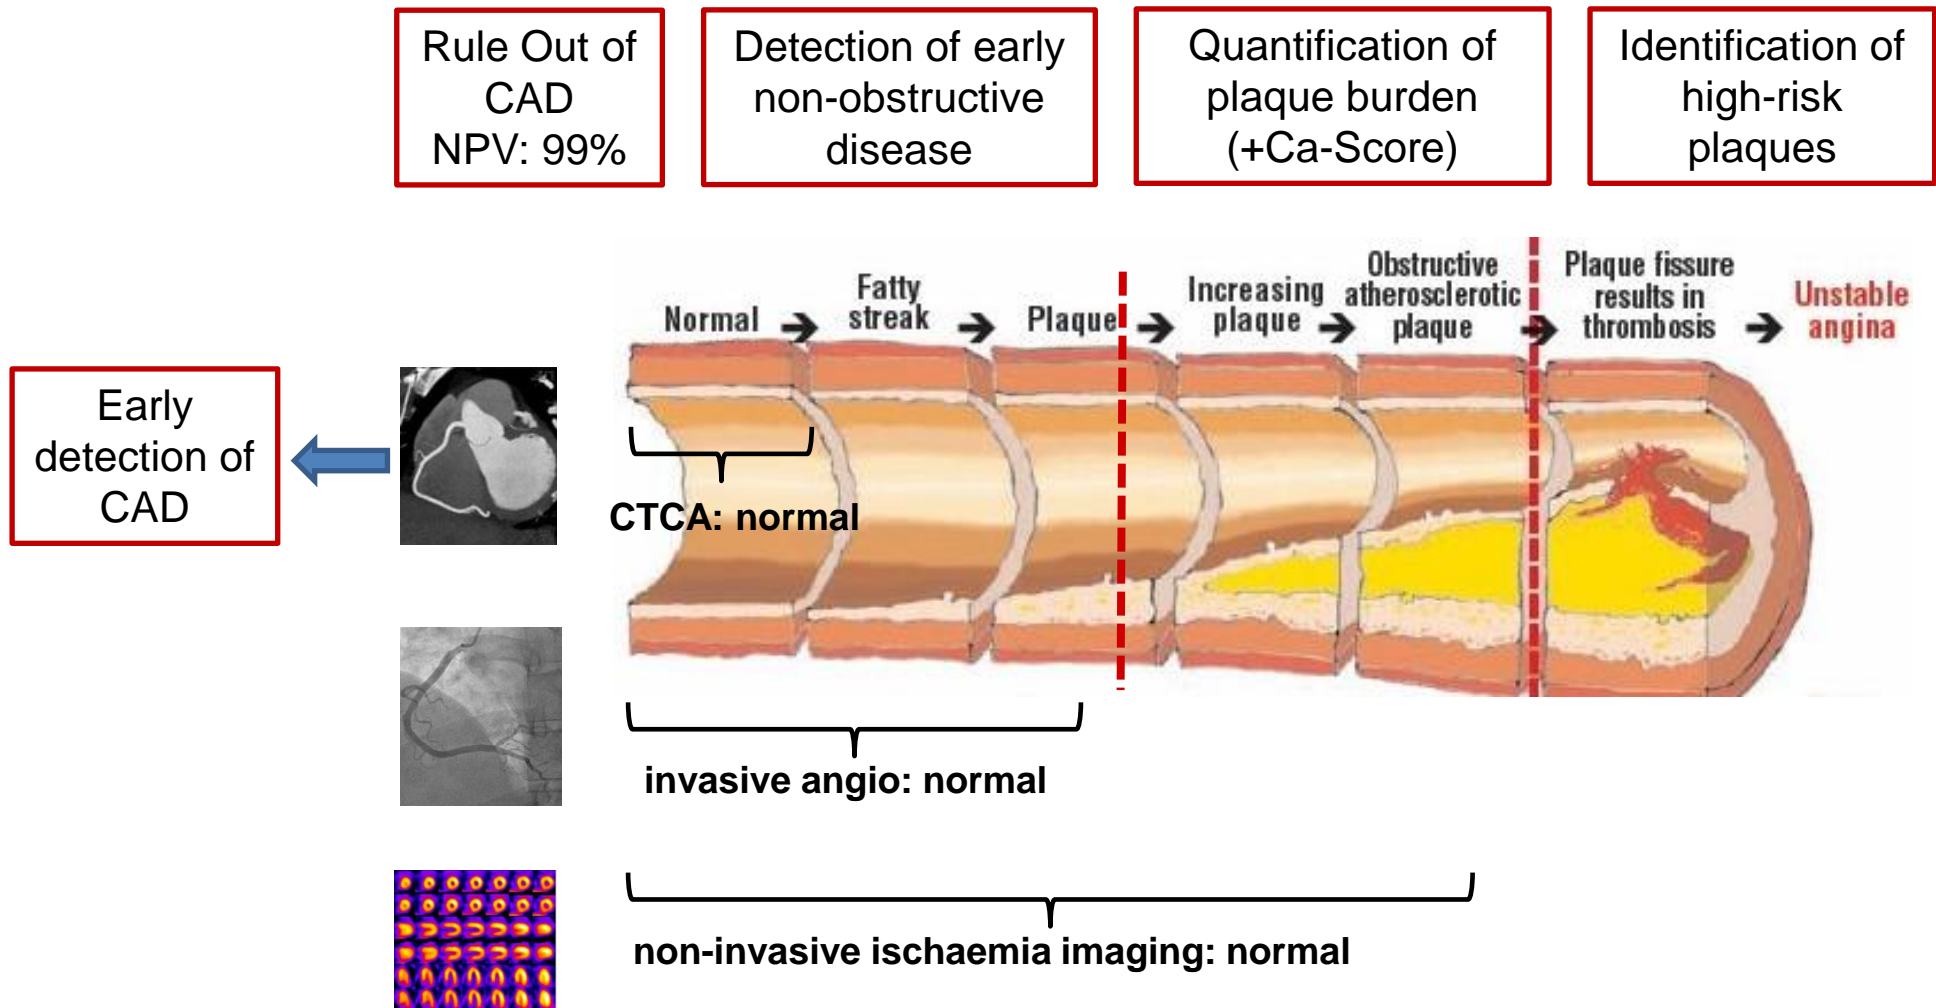 Rule Out of
CAD
NPV: 99%
Detection of early
non-obstructive
disease
Quantification of
plaque burden
(+Ca-Score)
Identification of
high-risk
plaques
Normal
Fatty
streak
Plaque
Increasing
plaque
Obstructive
atherosclerotic
plaque
Plaque fissure
results in
thrombosis
Unstable
angina
Early
detection of
CAD
CTCA: normal
invasive angio: normal
non-invasive ischaemia imaging: normal